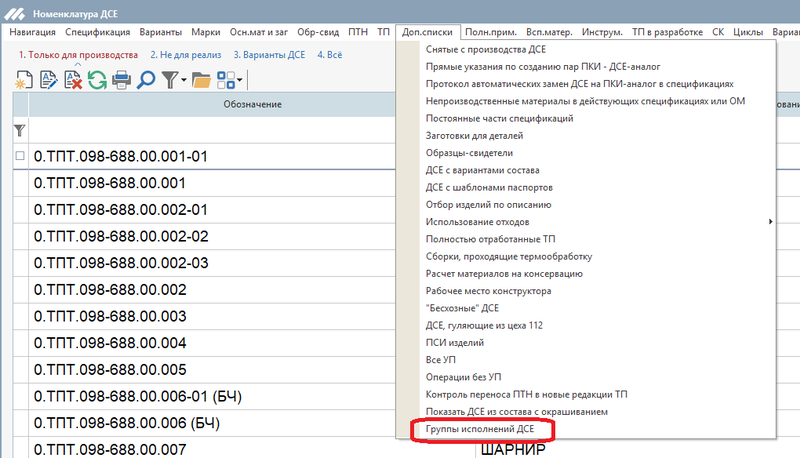 Номенклатура ДСЕ
Навигация Спецификация Варианты Марки Осн.мат и заг Обр-свид ПТН ТП Доп.списки Полн.прим. Всп.матер. Инструм. ТП в разработке СК Циклы
1. Только для производства 2. Не для реализ 3. Варианты ДСЕ 4. Всё
Обозначение
0.ТПТ.098-688.00.001-01
0.ТПТ.098-688.00.001
0.ТПТ.098-688.00.002-01
0.ТПТ.098-688.00.002-02
0.ТПТ.098-688.00.002-03
0.ТПТ.098-688.00.002
0.ТПТ.098-688.00.003
0.ТПТ.098-688.00.004
0.ТПТ.098-688.00.005
0.ТПТ.098-688.00.006-01 (БЧ)
0.ТПТ.098-688.00.006 (БЧ)
0.ТПТ.098-688.00.007
Снятые с производства ДСЕ
Прямые указания по созданию пар ПКИ - ДСЕ-аналог
Протокол автоматических замен ДСЕ на ПКИ-аналог в спецификациях
Непроизводственные материалы в действующих спецификациях или ОМ
Постоянные части спецификаций
Заготовки для деталей
Образцы-свидетели
ДСЕ с вариантами состава
ДСЕ с шаблонами паспортов
Отбор изделий по описанию
Использование отходов
Полностью отработанные ТП
Сборки, проходящие термообработку
Расчет материалов на консервацию
Рабочее место конструктора
"Бесхозные" ДСЕ
ДСЕ, гуляющие из цеха 112
ПСИ изделий
Все УП
Операции без УП
Контроль переноса ПТН в новые редакции ТП
Показать ДСЕ из состава с окрашиванием
Группы исполнений ДСЕ
ШАРНИР